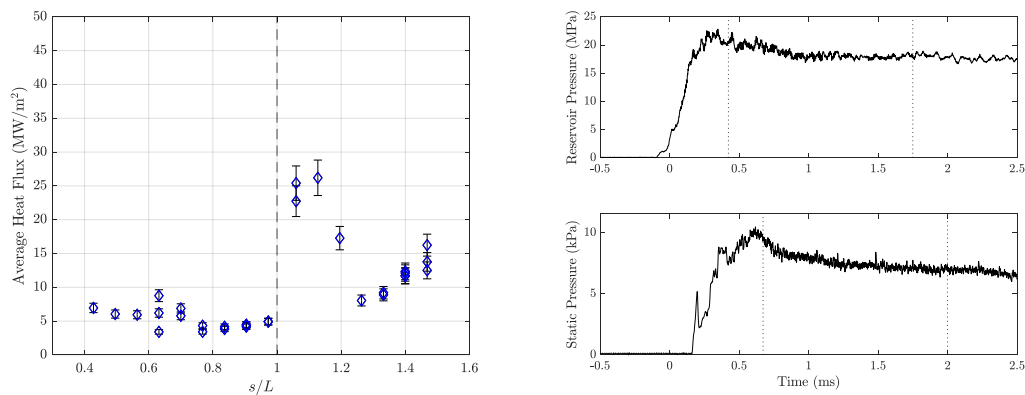 Average Heat Flux (MW/m²)
50
45
40
35
30
25
20
15
10
5
0
0.4 0.6 0.8 1 1.2 1.4 1.6
s/L
Reservoir Pressure (MPa)
25
20
15
10
5
0
-0.5 0 0.5 1 1.5 2 2.5
Static Pressure (kPa)
10
5
0
-0.5 0 0.5 1 1.5 2 2.5
Time (ms)